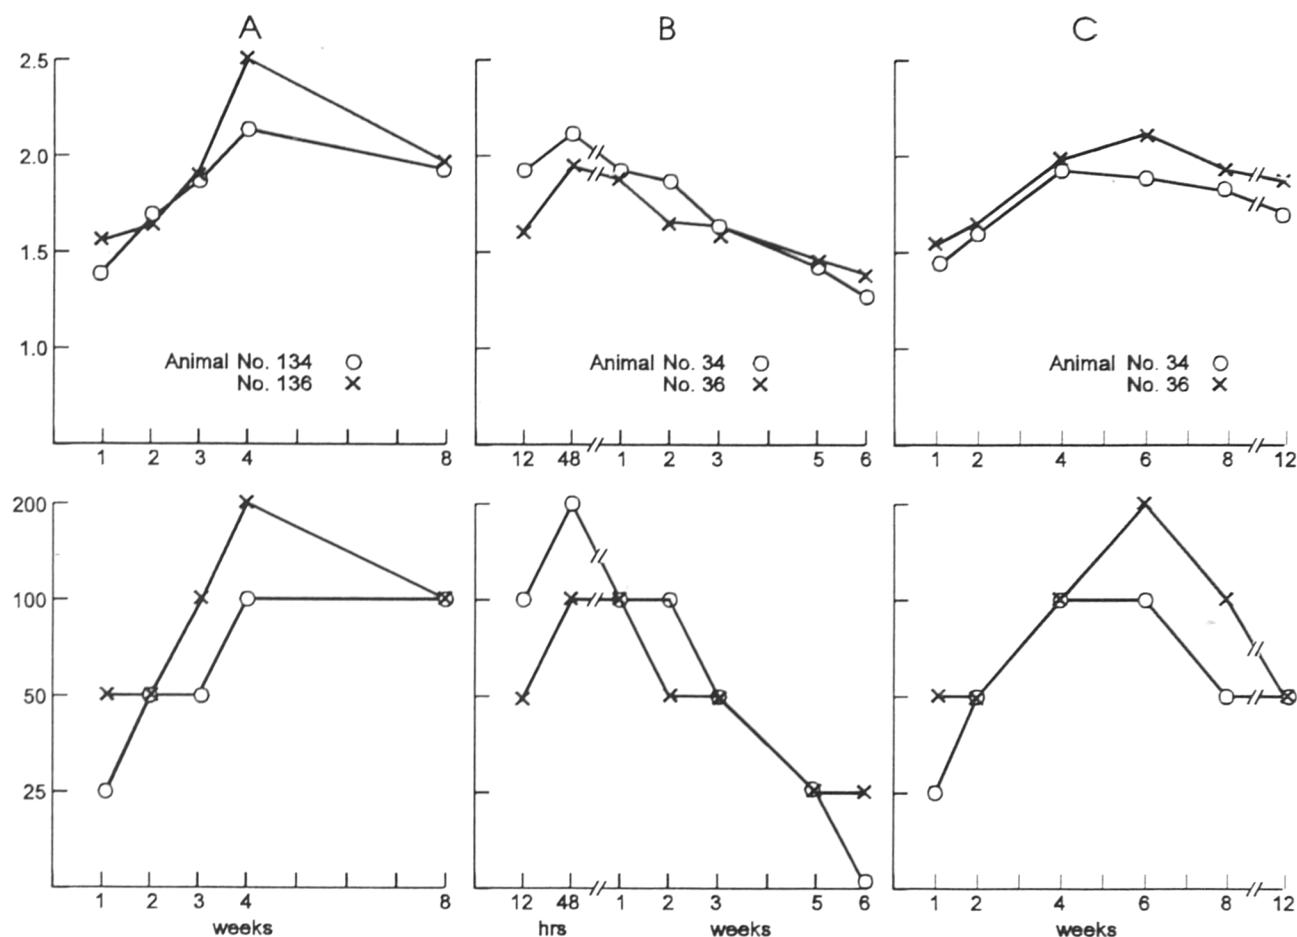 A B C
2.5
2.0
1.5
1.0
Animal No. 134
No. 136
Animal No. 34
No. 36
Animal No. 34
No. 36
1 2 3 4 8
12 48 1 2 3 5 6
1 2 4 6 8 12
200
100
50
25
1 2 3 4 8
12 48 1 2 3 5 6
1 2 4 6 8 12
weeks
hrs weeks
weeks